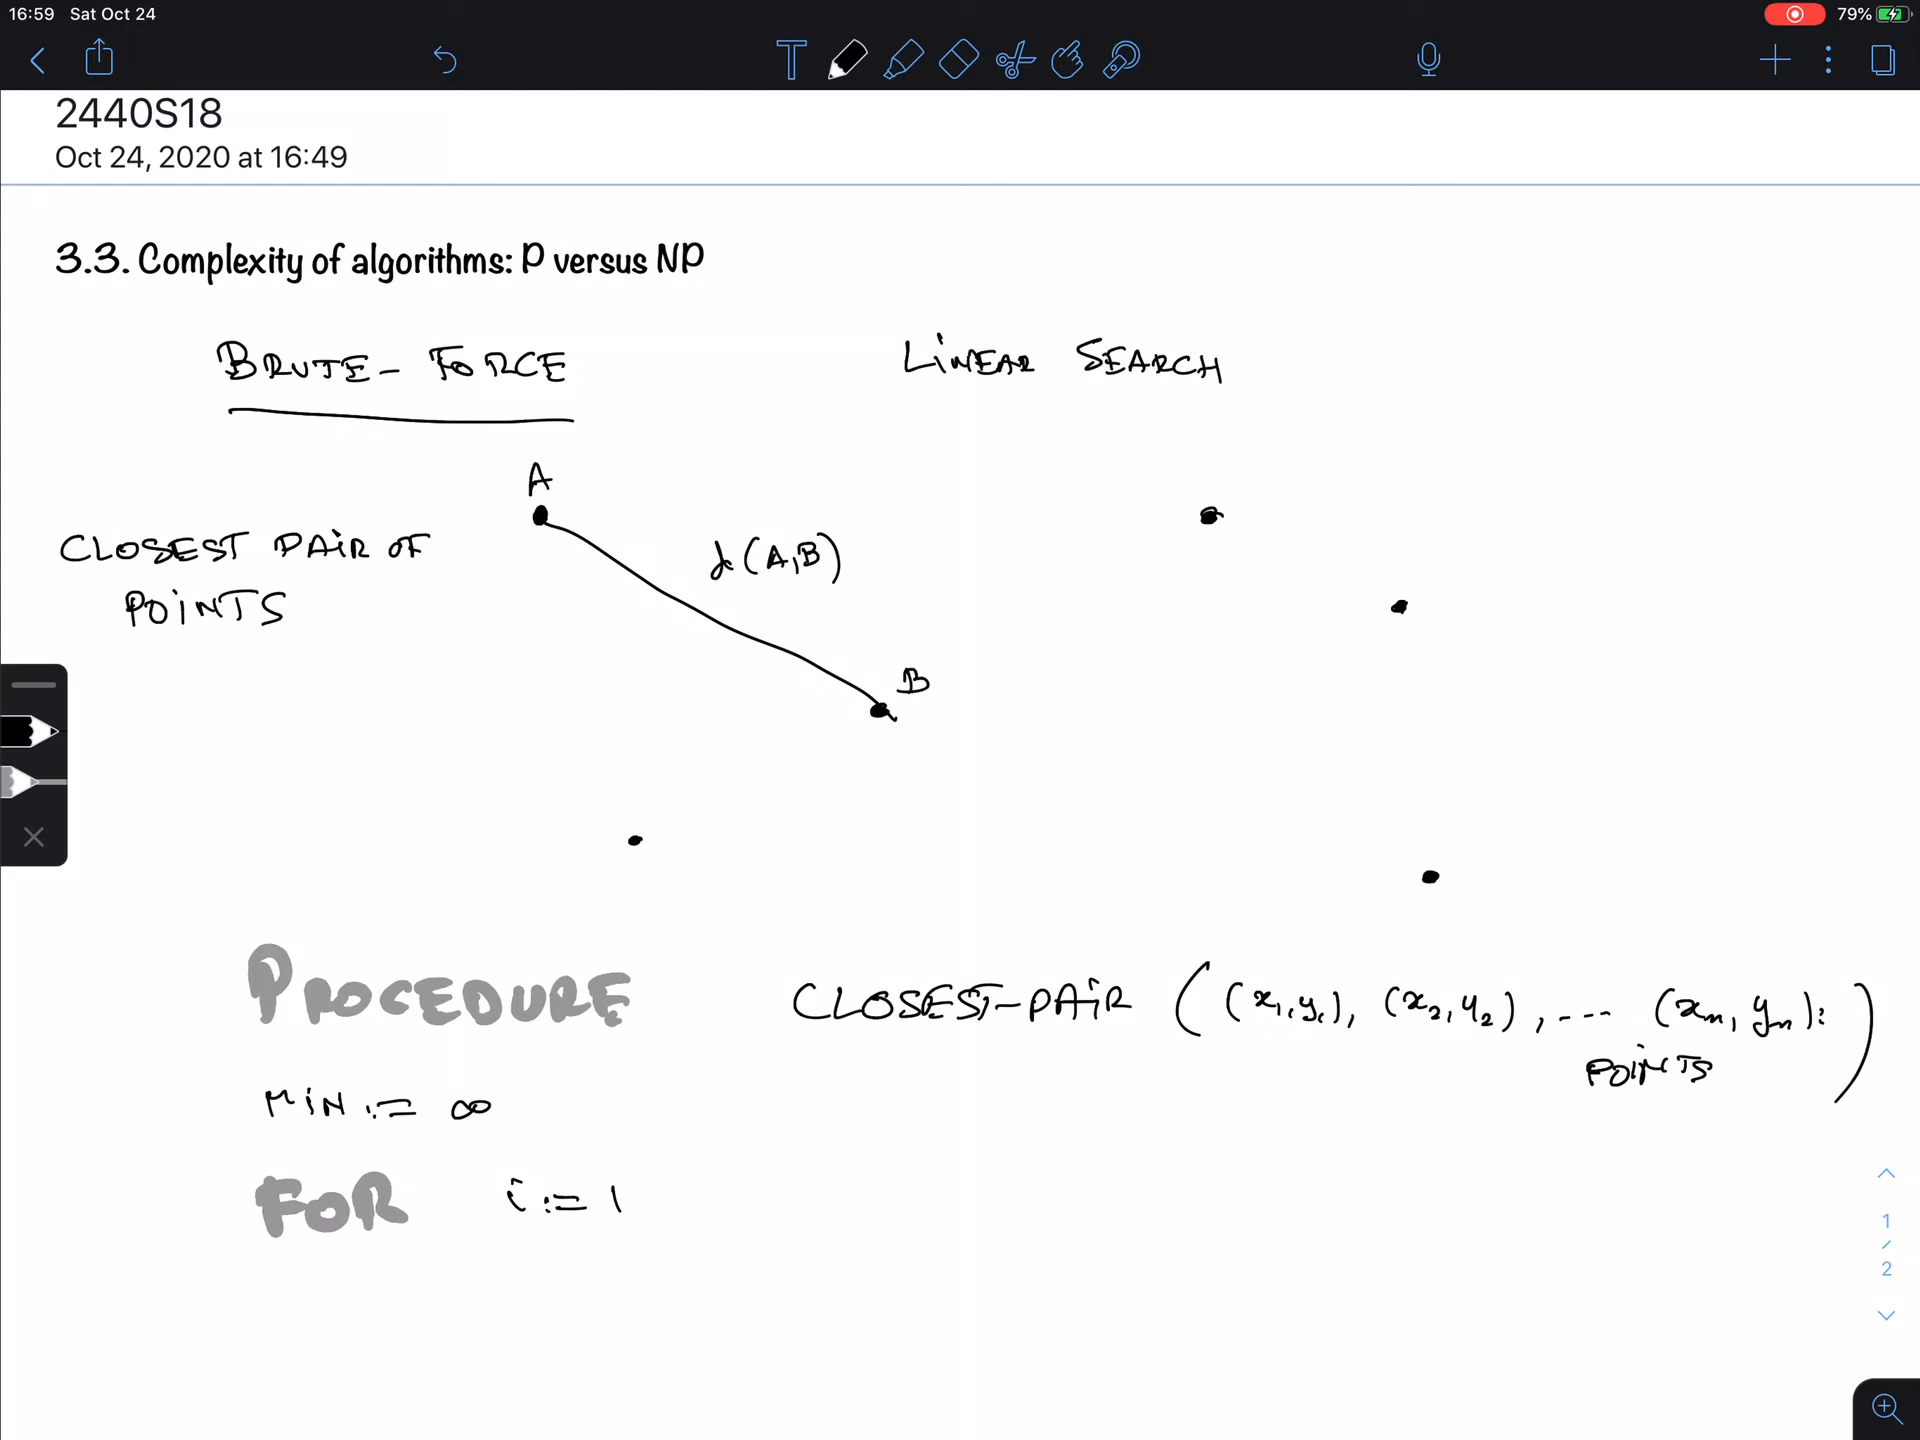 16:59 Sat Oct 24
79%
2440S18
Oct 24, 2020 at 16:49
3.3. Complexity of algorithms: P versus NP
BRUTE-FORCE
LINEAR SEARCH
A
CLOSEST PAIR OF
POINTS
d(A,B)
B
PROCEDURE CLOSEST-PAIR ((x₁,y₁), (x₂,y₂), ... (xₙ,yₙ):
POINTS)
MIN := ∞
FOR i := 1
1
/
2